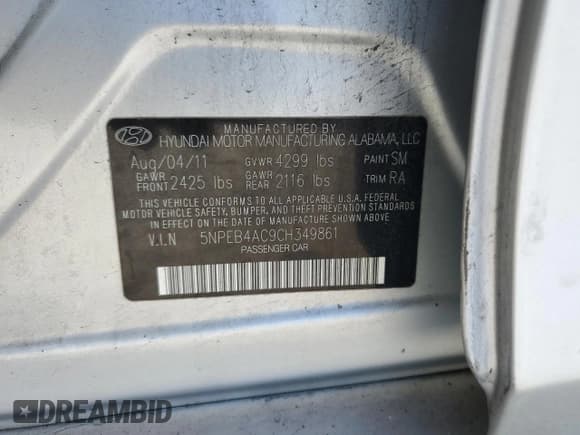 MANUFACTURED BY
HYUNDAI MOTOR MANUFACTURING ALABAMA, LLC
Aug/04/11 GVWR 4299 lbs PAINT SM
GAWR FRONT 2425 lbs GAWR REAR 2116 lbs TRIM RA
THIS VEHICLE CONFORMS TO ALL APPLICABLE U.S.A. FEDERAL
MOTOR VEHICLE SAFETY, BUMPER, AND THEFT PREVENTION STANDARDS
IN EFFECT ON THE DATE OF MANUFACTURE SHOWN ABOVE.
V.I.N 5NPEB4AC9CH349861
PASSENGER CAR
DREAMBID